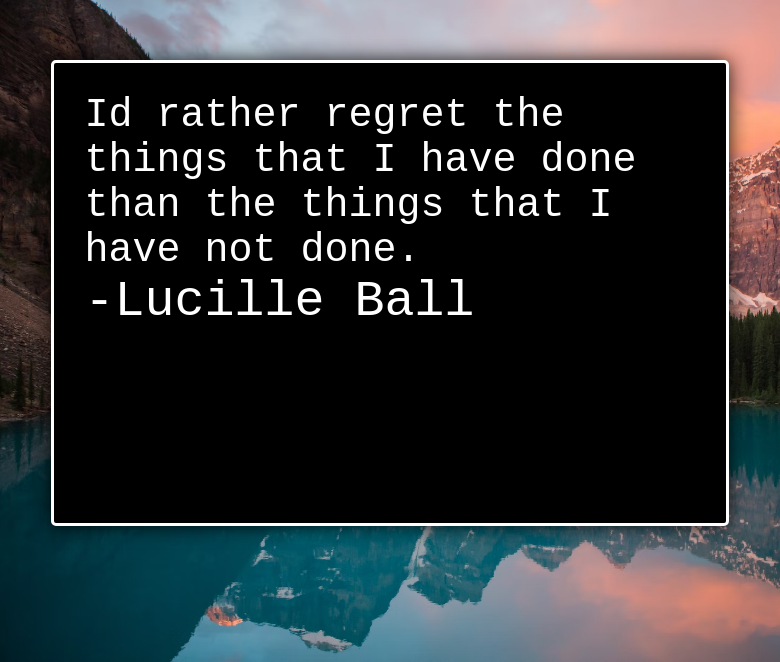 Id rather regret the
things that I have done
than the things that I
have not done.
-Lucille Ball